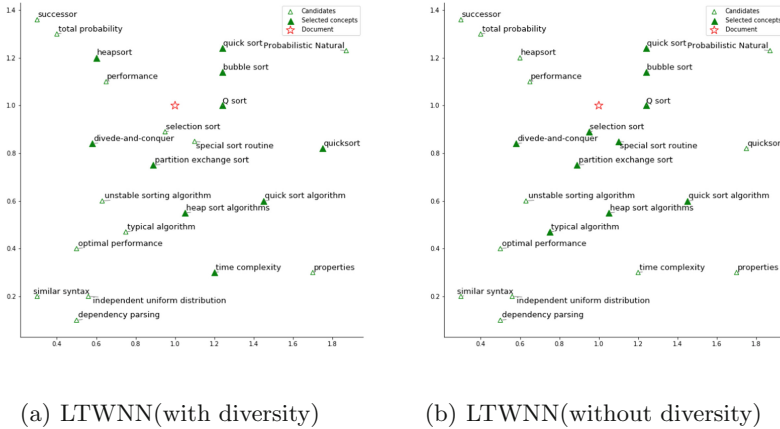 1.4
1.2
1.0
0.8
0.6
0.4
0.2
0.4 0.6 0.8 1.0 1.2 1.4 1.6 1.8
Candidates
Selected concepts
Document
successor
total probability
heapsort
performance
quick sort
Probabilistic Natural
bubble sort
Q sort
selection sort
divede-and-conquer
special sort routine
quicksort
partition exchange sort
unstable sorting algorithm
quick sort algorithm
heap sort algorithms
typical algorithm
optimal performance
time complexity
properties
similar syntax
independent uniform distribution
dependency parsing
(a) LTWNN(with diversity)
1.4
1.2
1.0
0.8
0.6
0.4
0.2
0.4 0.6 0.8 1.0 1.2 1.4 1.6 1.8
Candidates
Selected concepts
Document
successor
total probability
heapsort
performance
quick sort
Probabilistic Natural
bubble sort
Q sort
selection sort
divede-and-conquer
special sort routine
partition exchange sort
unstable sorting algorithm
quick sort algorithm
heap sort algorithms
typical algorithm
optimal performance
time complexity
properties
similar syntax
independent uniform distribution
dependency parsing
(b) LTWNN(without diversity)